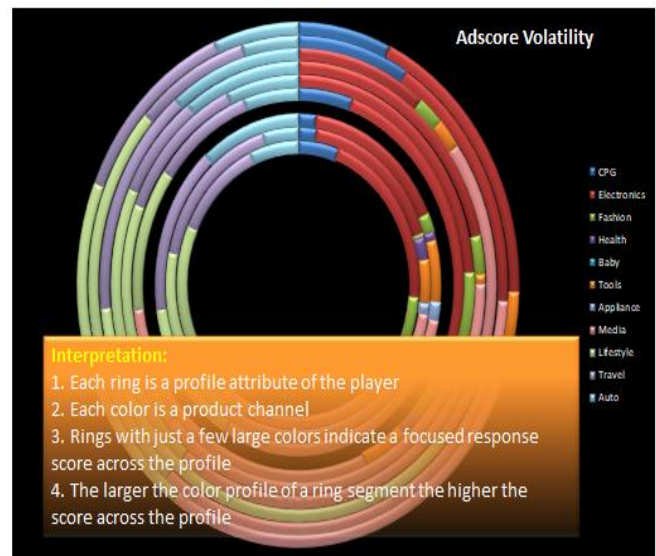 Adscore Volatility
CPG
Electronics
Fashion
Health
Baby
Tools
Appliance
Media
Lifestyle
Travel
Auto
Interpretation:
1. Each ring is a profile attribute of the player
2. Each color is a product channel
3. Rings with just a few large colors indicate a focused response
score across the profile
4. The larger the color profile of a ring segment the higher the
score across the profile